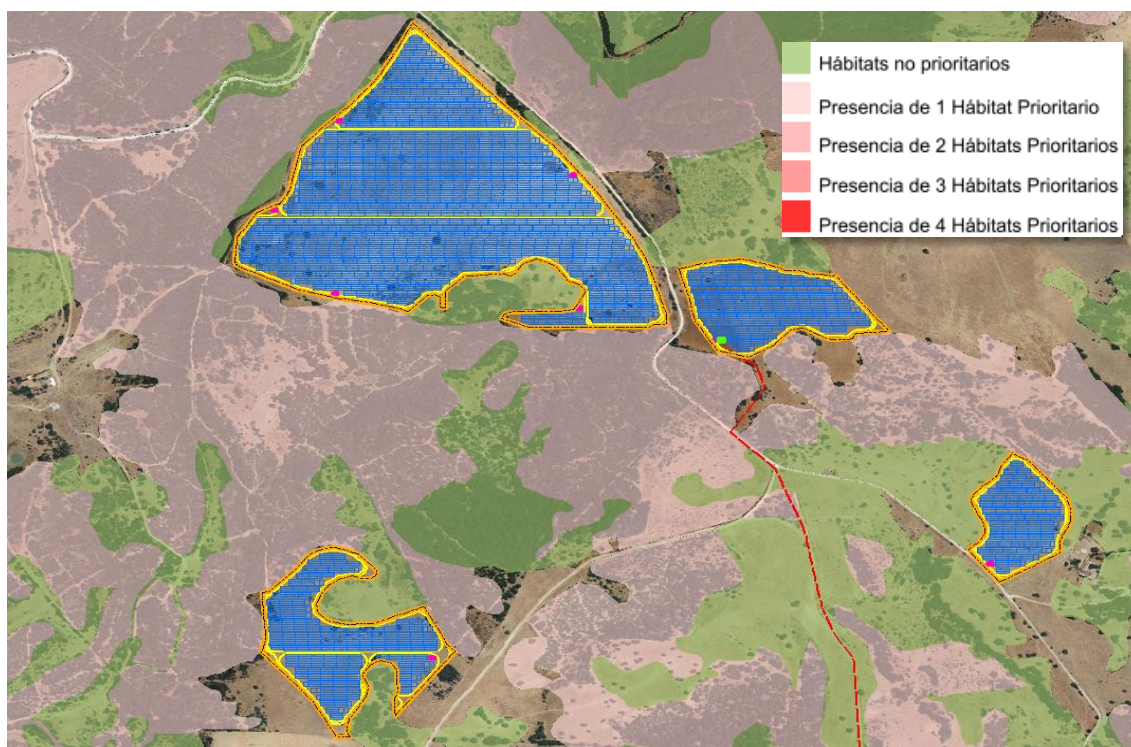 Hábitats no prioritarios
Presencia de 1 Hábitat Prioritario
Presencia de 2 Hábitats Prioritarios
Presencia de 3 Hábitats Prioritarios
Presencia de 4 Hábitats Prioritarios